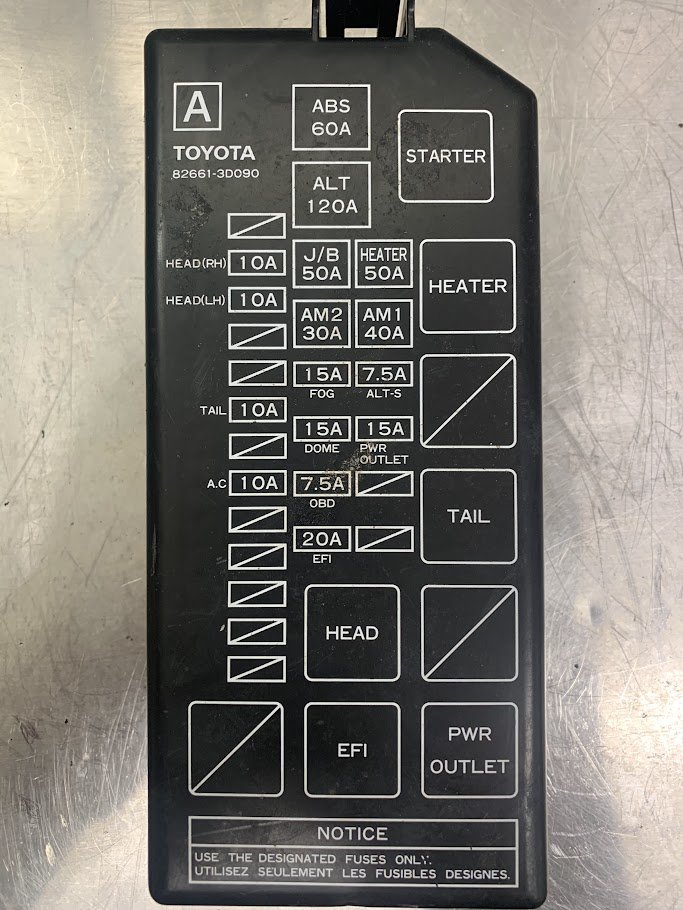 A
TOYOTA
82661-3D090
ABS
60A
ALT
120A
STARTER
HEAD(RH) 10A
J/B
50A
HEATER
50A
HEATER
HEAD(LH) 10A
AM2
30A
AM1
40A
15A
FOG
7.5A
ALT-S
TAIL 10A
15A
DOME
15A
PWR
OUTLET
A.C 10A
7.5A
OBD
TAIL
20A
EFI
HEAD
EFI
PWR
OUTLET
NOTICE
USE THE DESIGNATED FUSES ONLY.
UTILISEZ SEULEMENT LES FUSIBLES DESIGNES.